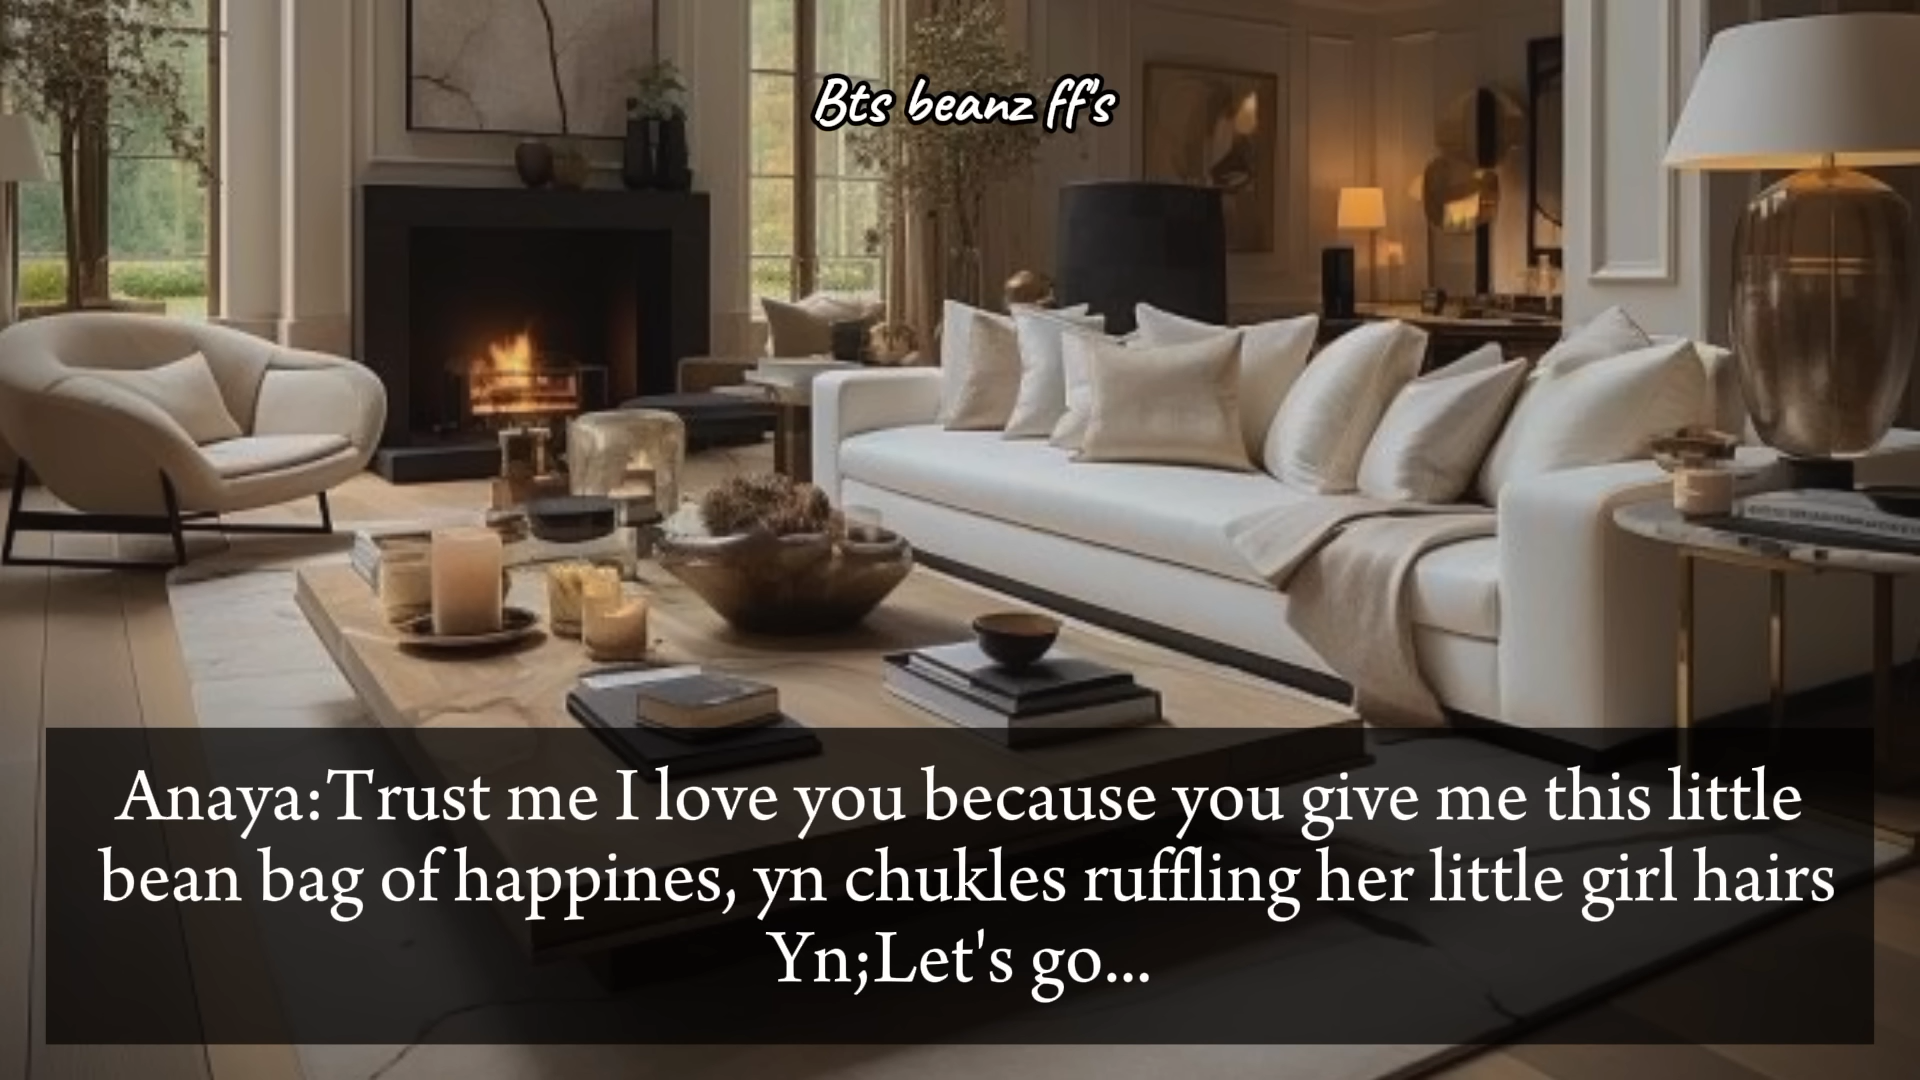 Bts beanz ff's
Anaya:Trust me I love you because you give me this little
bean bag of happines, yn chukles ruffling her little girl hairs
Yn;Let's go...